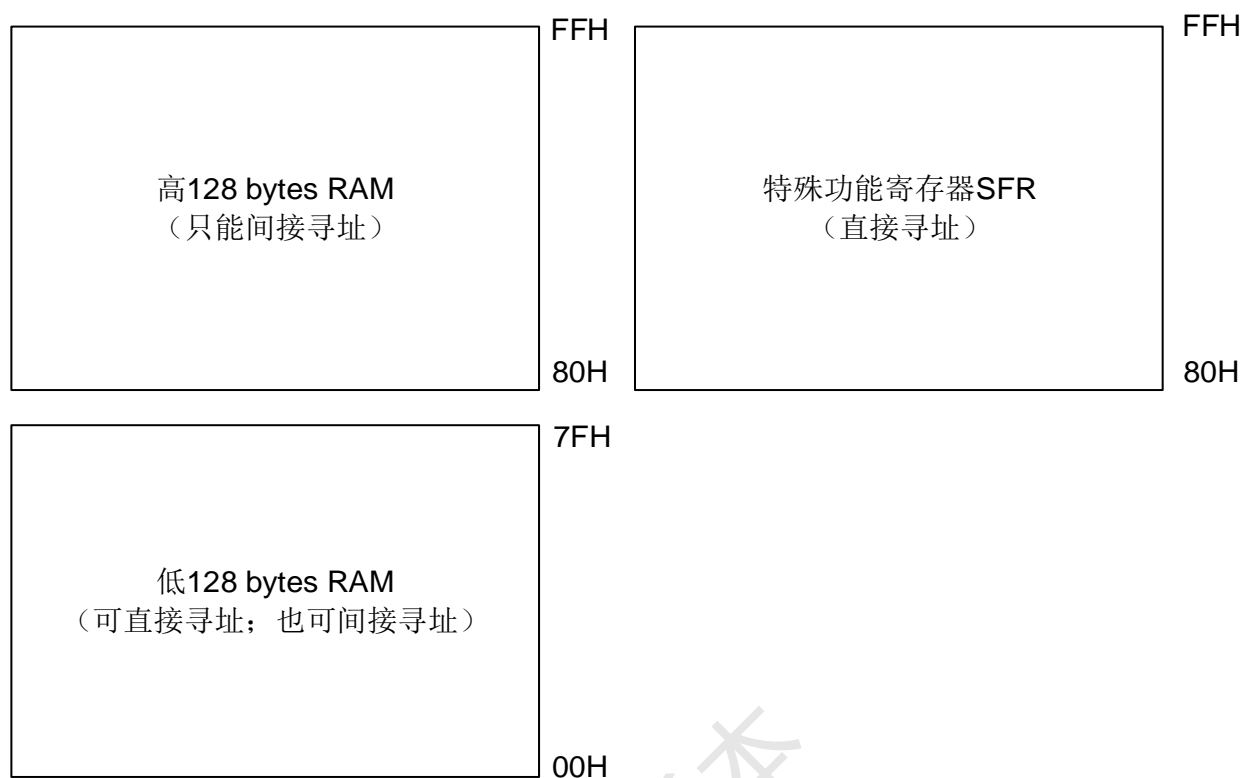 FFH
高128 bytes RAM
（只能间接寻址）
80H
FFH
特殊功能寄存器SFR
（直接寻址）
80H
7FH
低128 bytes RAM
（可直接寻址；也可间接寻址）
00H
本